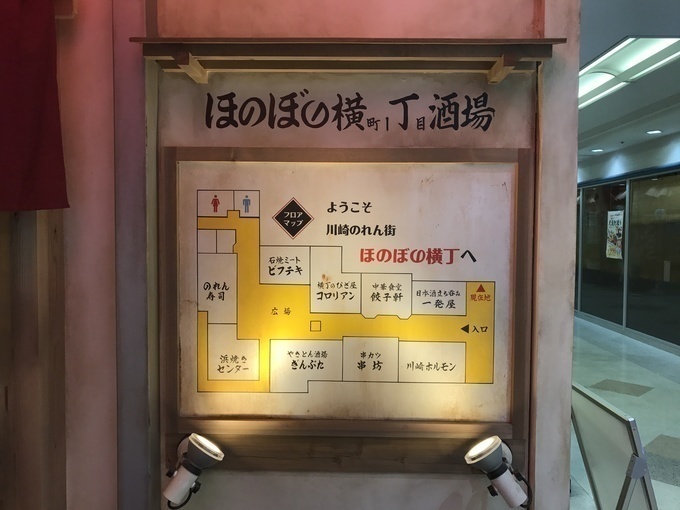 ほのぼの横町1丁目酒場
フロア
マップ
ようこそ
川崎のれん街
ほのぼの横丁へ
石焼ミート
ビフテキ
横丁のぴざ屋
コロリアン
中華食堂
餃子軒
日本酒立ち呑み
一発屋
現在地
のれん
寿司
広場
入口
浜焼き
センター
やきとん酒場
ぎんぶた
串カツ
串坊
川崎ホルモン